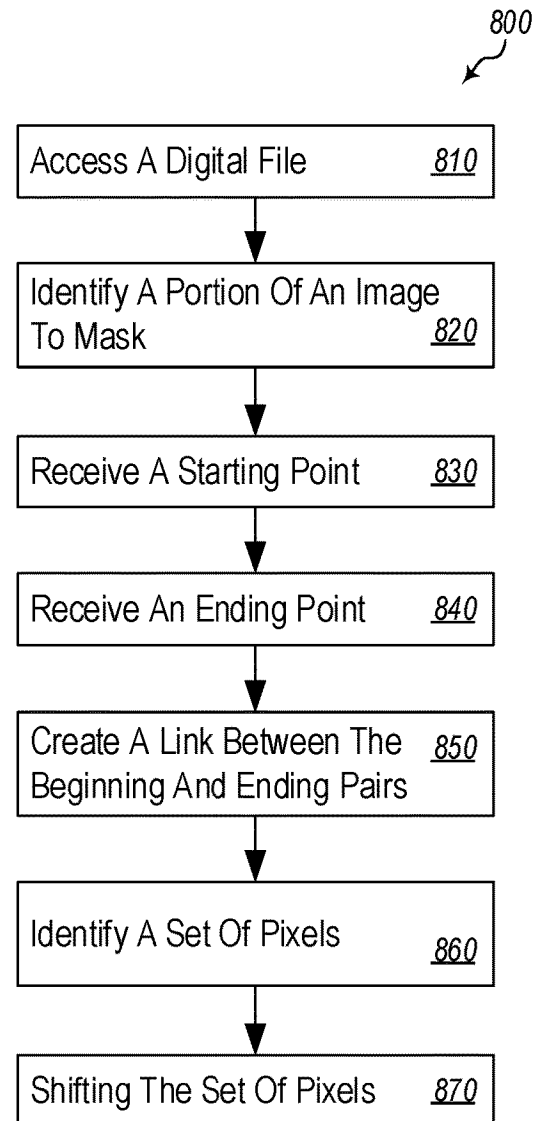 800
Access A Digital File 810
Identify A Portion Of An Image
To Mask 820
Receive A Starting Point 830
Receive An Ending Point 840
Create A Link Between The 850
Beginning And Ending Pairs
Identify A Set Of Pixels 860
Shifting The Set Of Pixels 870